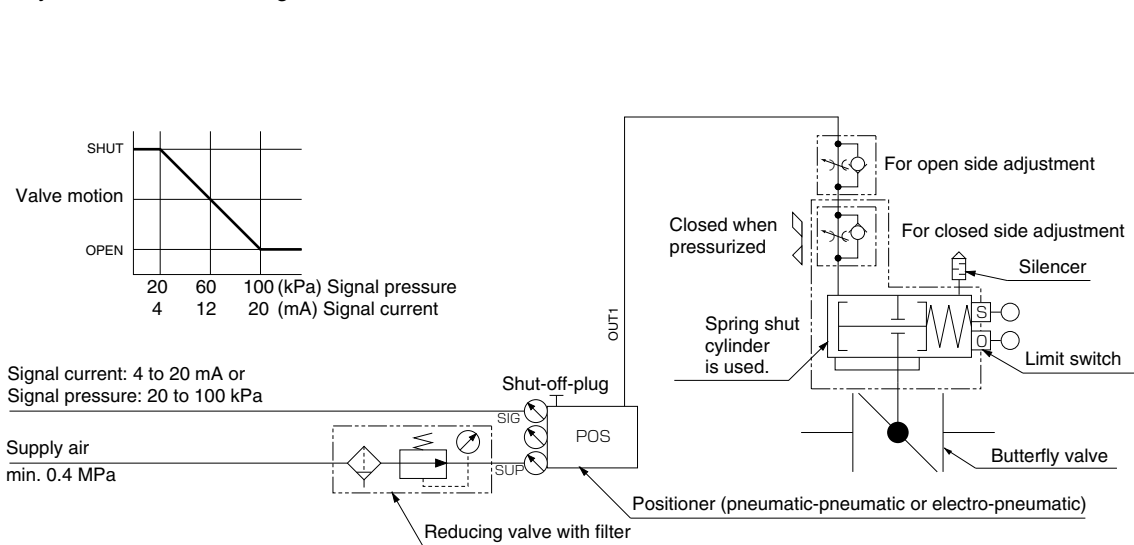 SHUT
Valve motion
OPEN
20 60 100 (kPa) Signal pressure
4 12 20 (mA) Signal current
For open side adjustment
Closed when
pressurized
For closed side adjustment
Silencer
OUT1
Spring shut
cylinder
is used.
S
O
Limit switch
Signal current: 4 to 20 mA or
Signal pressure: 20 to 100 kPa
Shut-off-plug
SIG
POS
Supply air
min. 0.4 MPa
SUP
Butterfly valve
Positioner (pneumatic-pneumatic or electro-pneumatic)
Reducing valve with filter